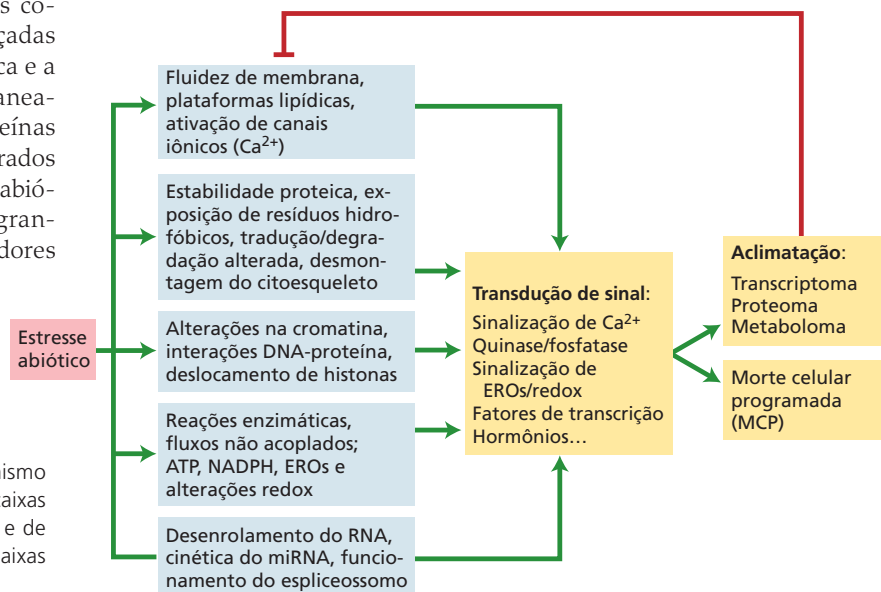 s co-
çadas
ca e a
anea-
eínas
rados
abió-
gran-
dores
Estresse
abiótico
Fluidez de membrana,
plataformas lipídicas,
ativação de canais
iônicos (Ca²⁺)
Estabilidade proteica, ex-
posição de resíduos hidro-
fóbicos, tradução/degra-
dação alterada, desmon-
tagem do citoesqueleto
Alterações na cromatina,
interações DNA-proteína,
deslocamento de histonas
Reações enzimáticas,
fluxos não acoplados;
ATP, NADPH, EROs e
alterações redox
Desenrolamento do RNA,
cinética do miRNA, funcio-
namento do espliceossomo
Transdução de sinal:
Sinalização de Ca²⁺
Quinase/fosfatase
Sinalização de
EROs/redox
Fatores de transcrição
Hormônios…
Aclimatação:
Transcriptoma
Proteoma
Metaboloma
Morte celular
programada
(MCP)
ismo
aixas
e de
aixas